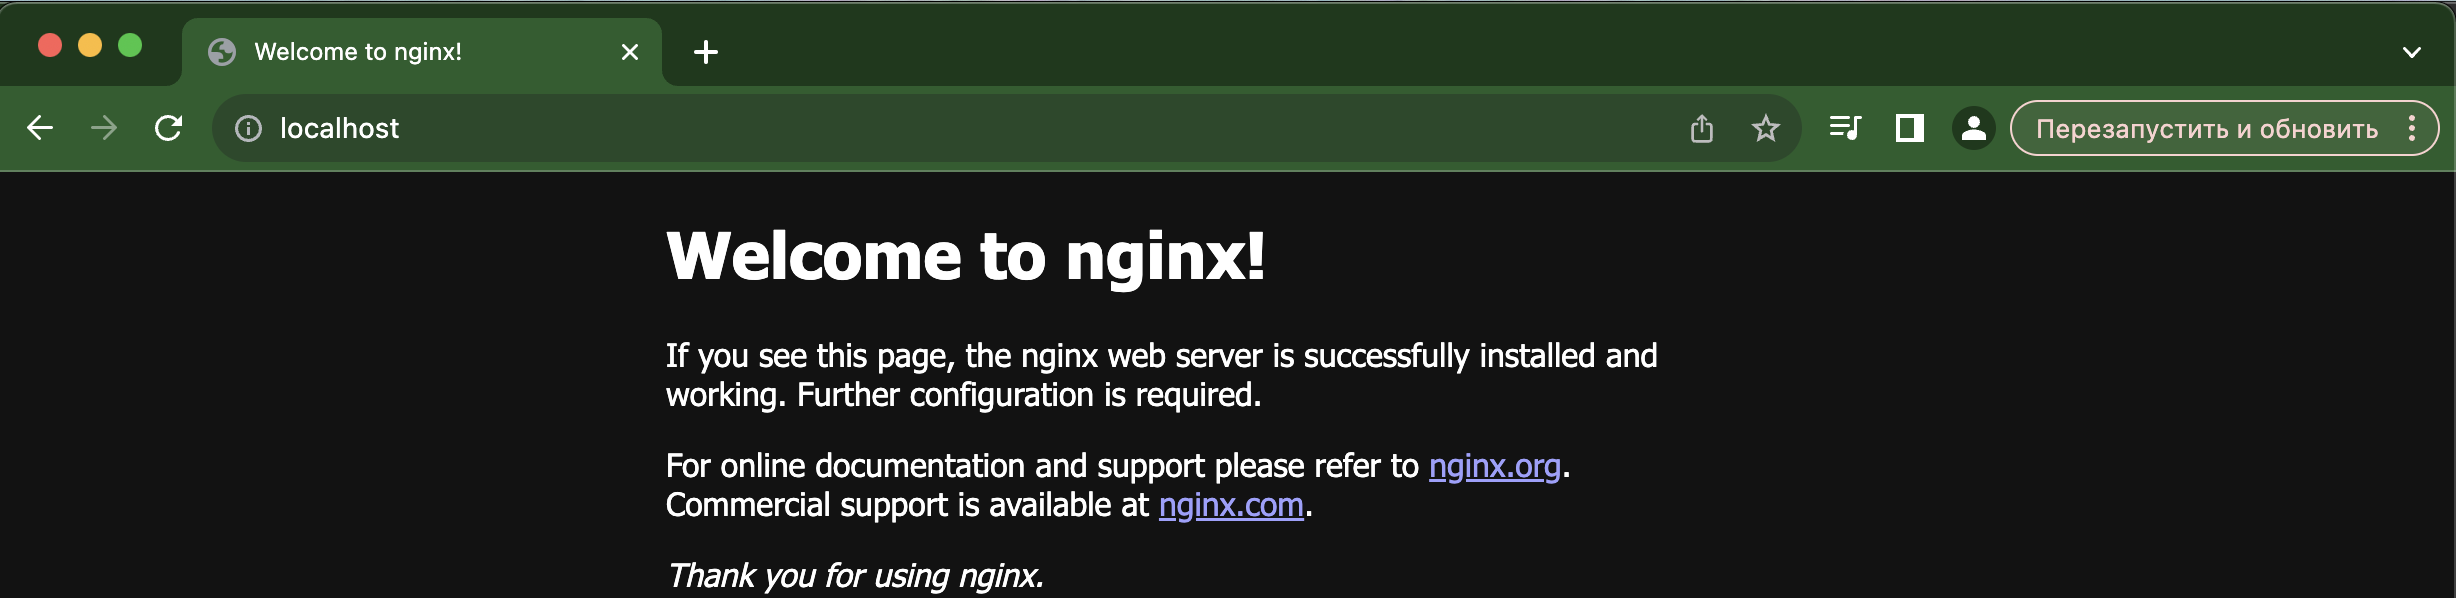 Welcome to nginx!
localhost
Перезапустить и обновить
Welcome to nginx!
If you see this page, the nginx web server is successfully installed and
working. Further configuration is required.
For online documentation and support please refer to nginx.org.
Commercial support is available at nginx.com.
Thank you for using nginx.